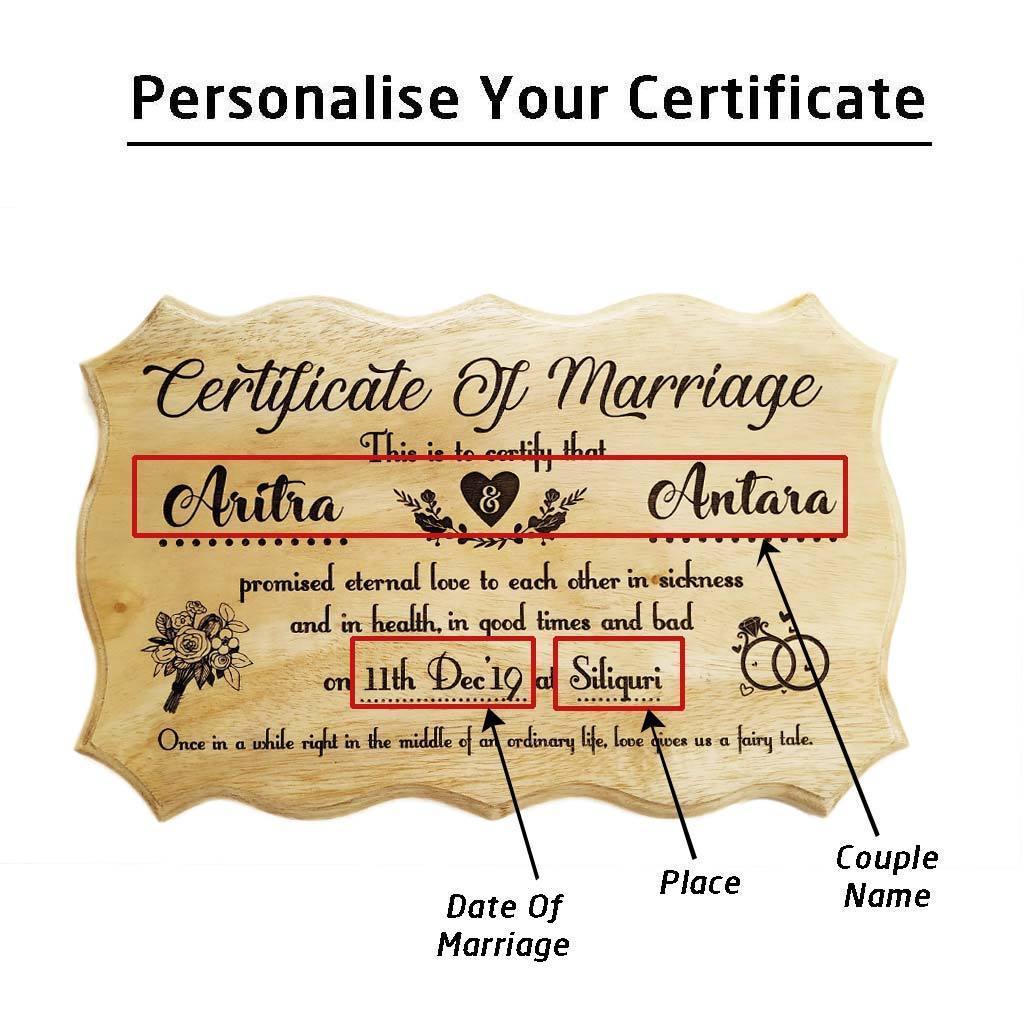 Personalise Your Certificate
Certificate Of Marriage
This is to certify that
Aritra & Antara
promised eternal love to each other in sickness
and in health, in good times and bad
on 11th Dec'19 at Siliquri
Once in a while right in the middle of an ordinary life, love gives us a fairy tale.
Couple
Name
Place
Date Of
Marriage